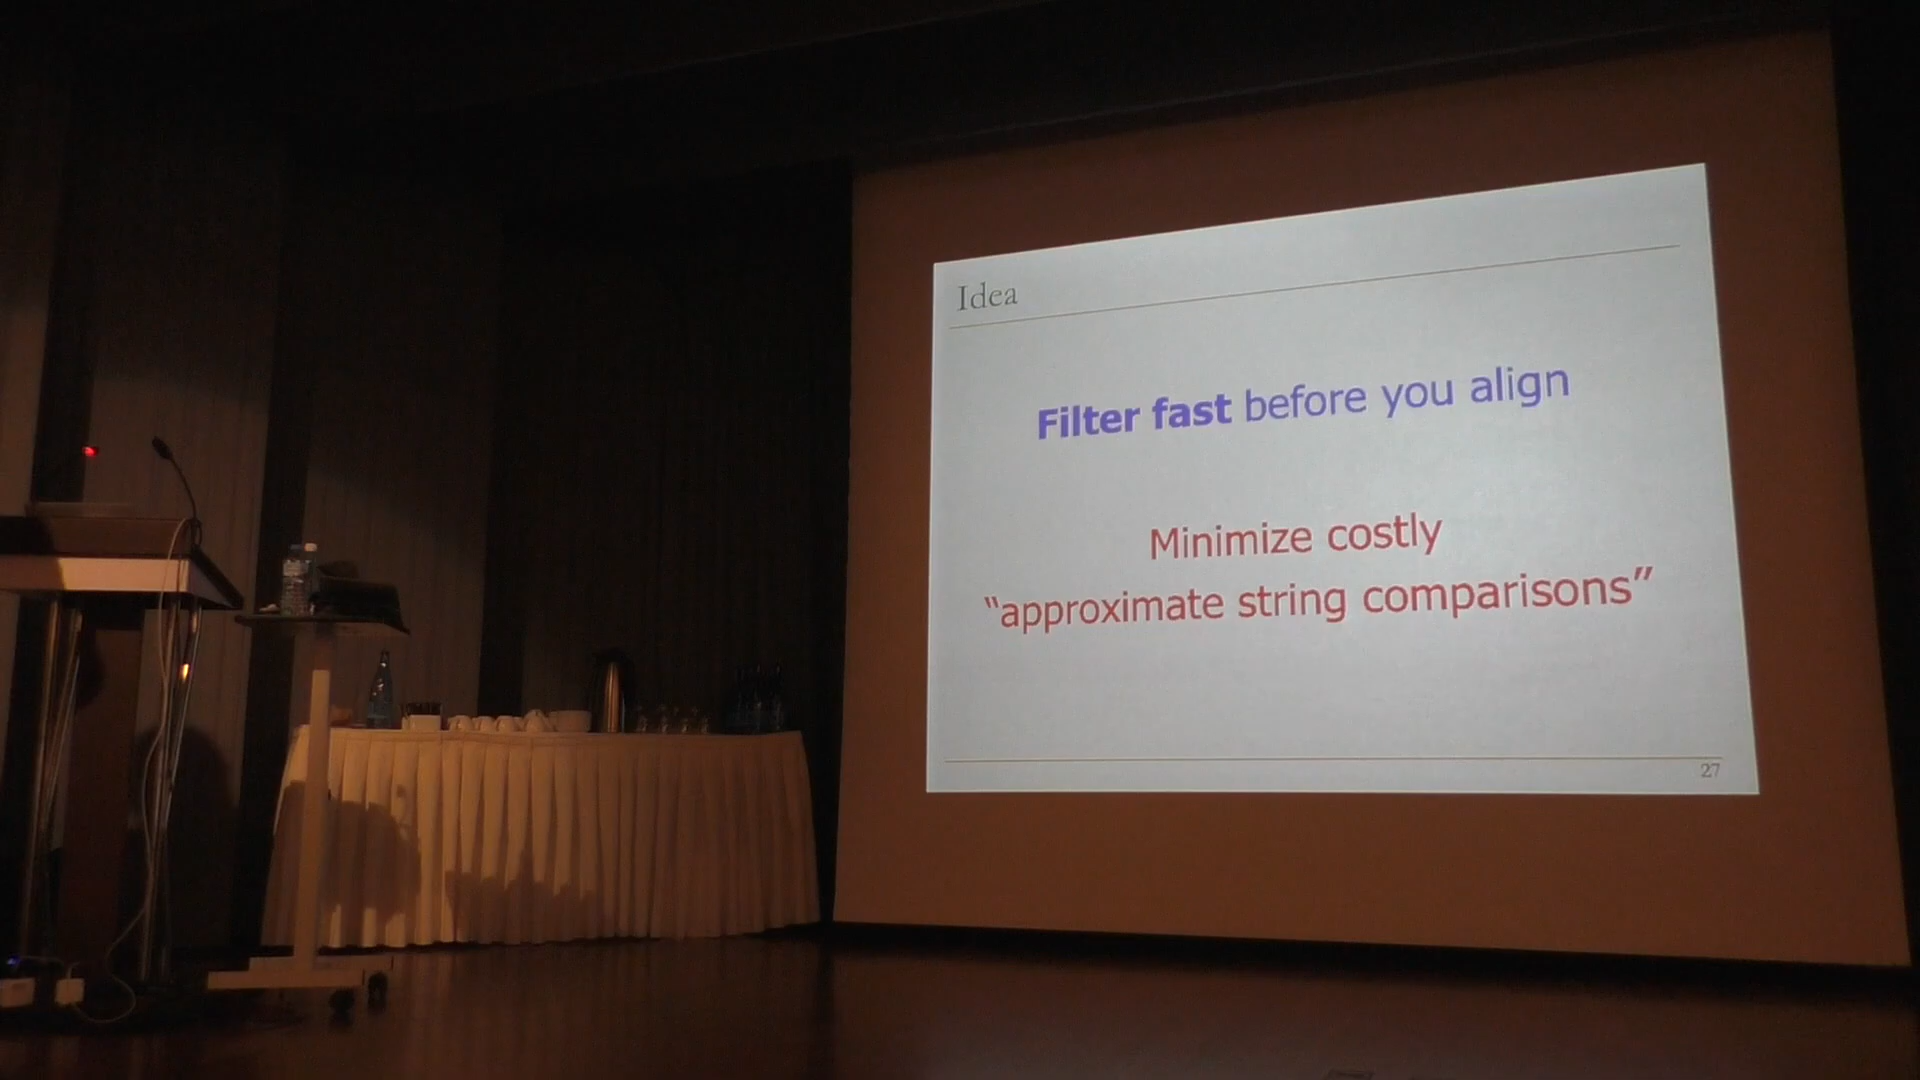 Idea
Filter fast before you align
Minimize costly
“approximate string comparisons”
27